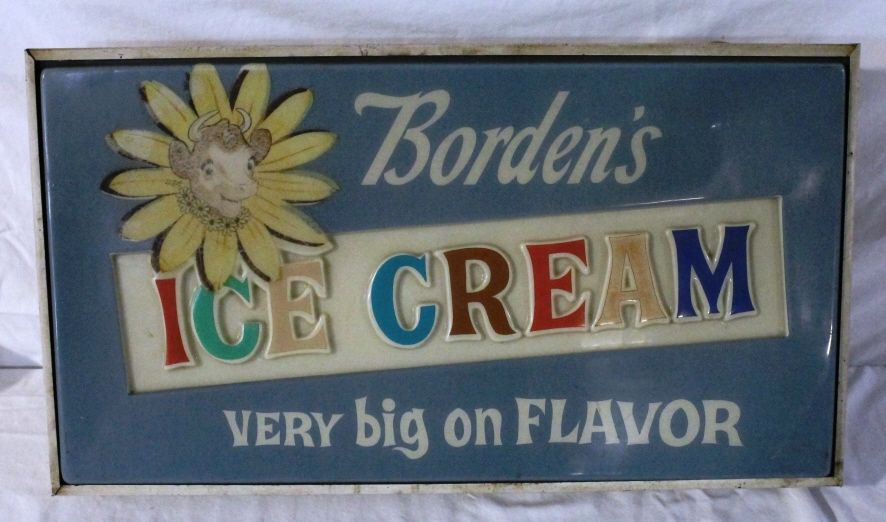 Borden's
ICE CREAM
VERY big on FLAVOR